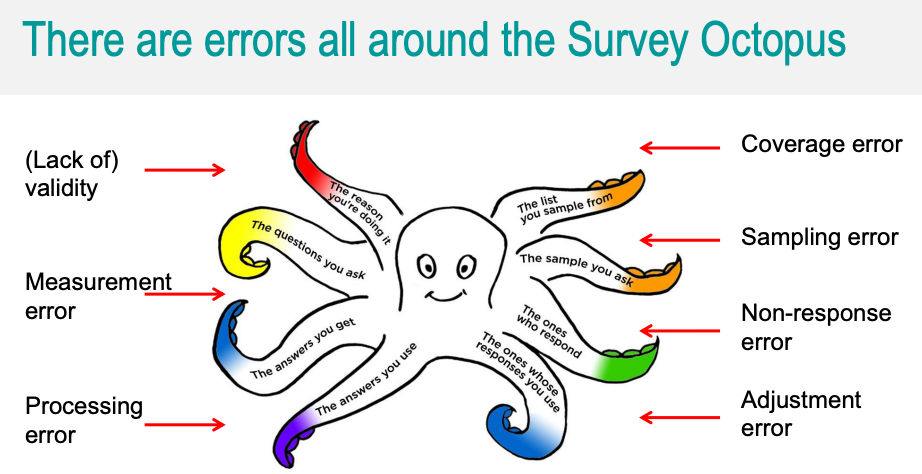 There are errors all around the Survey Octopus
(Lack of)
validity
Measurement
error
Processing
error
The reason
you're doing it
The questions you ask
The answers you get
The answers you use
The list
you sample from
The sample you ask
The ones
who respond
The ones whose
responses you use
Coverage error
Sampling error
Non-response
error
Adjustment
error